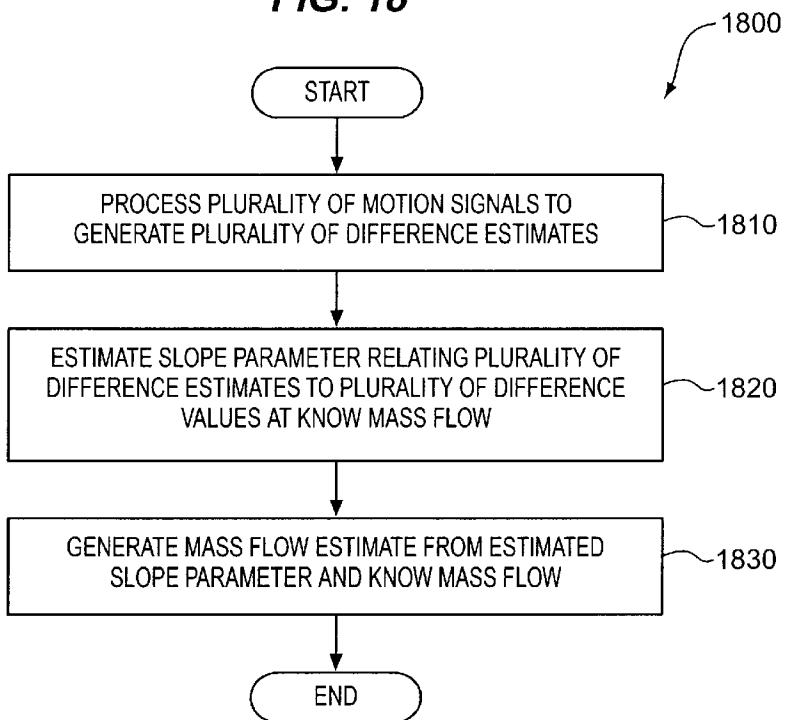 FIG. 18
1800
START
PROCESS PLURALITY OF MOTION SIGNALS TO
GENERATE PLURALITY OF DIFFERENCE ESTIMATES
1810
ESTIMATE SLOPE PARAMETER RELATING PLURALITY OF
DIFFERENCE ESTIMATES TO PLURALITY OF DIFFERENCE
VALUES AT KNOW MASS FLOW
1820
GENERATE MASS FLOW ESTIMATE FROM ESTIMATED
SLOPE PARAMETER AND KNOW MASS FLOW
1830
END